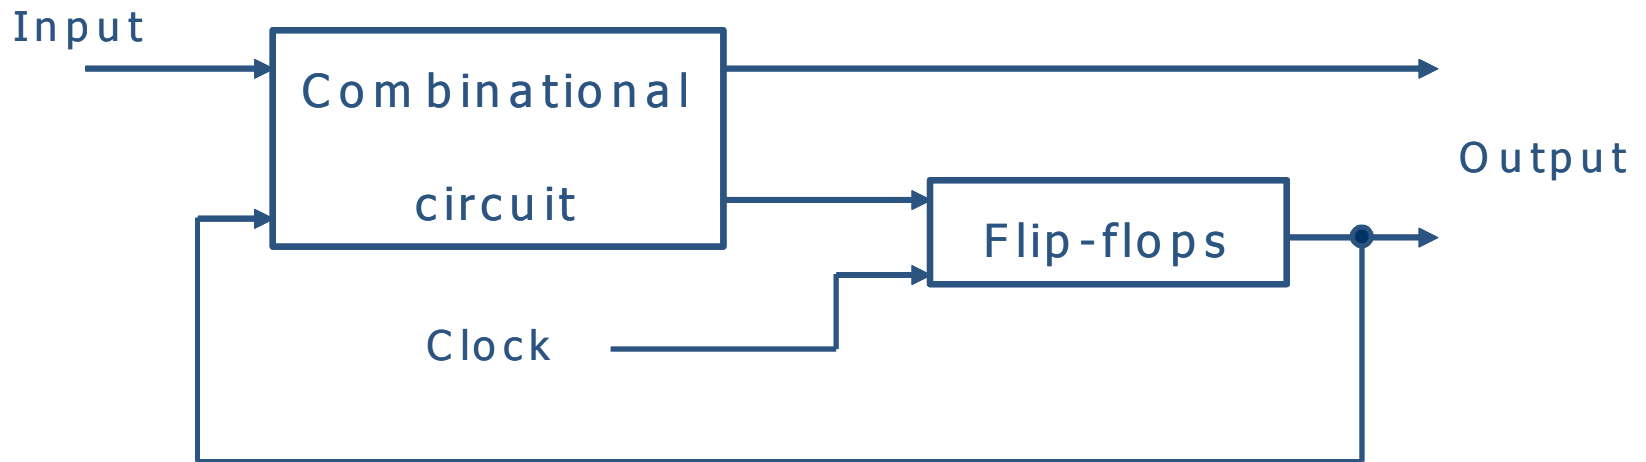 Input
Combinational
circuit
Output
Flip-flops
Clock